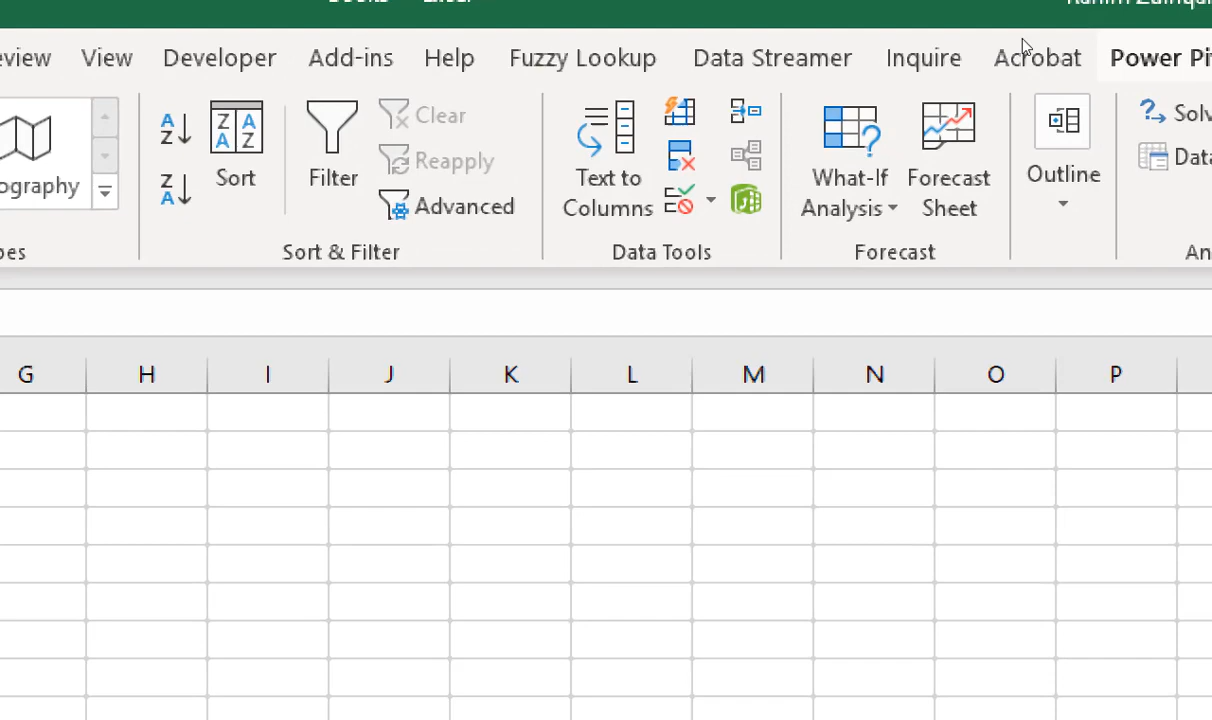 eview View Developer Add-ins Help Fuzzy Lookup Data Streamer Inquire Acrobat Power Pi
ography
Sort
Filter
Clear
Reapply
Advanced
Text to
Columns
What-If
Analysis
Forecast
Sheet
Outline
Solv
Data
es
Sort & Filter
Data Tools
Forecast
An
G H I J K L M N O P